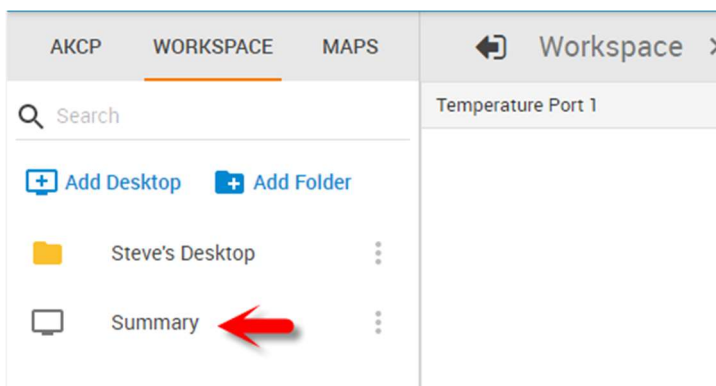 AKCP WORKSPACE MAPS
Workspace
Search
Temperature Port 1
Add Desktop Add Folder
Steve's Desktop
Summary